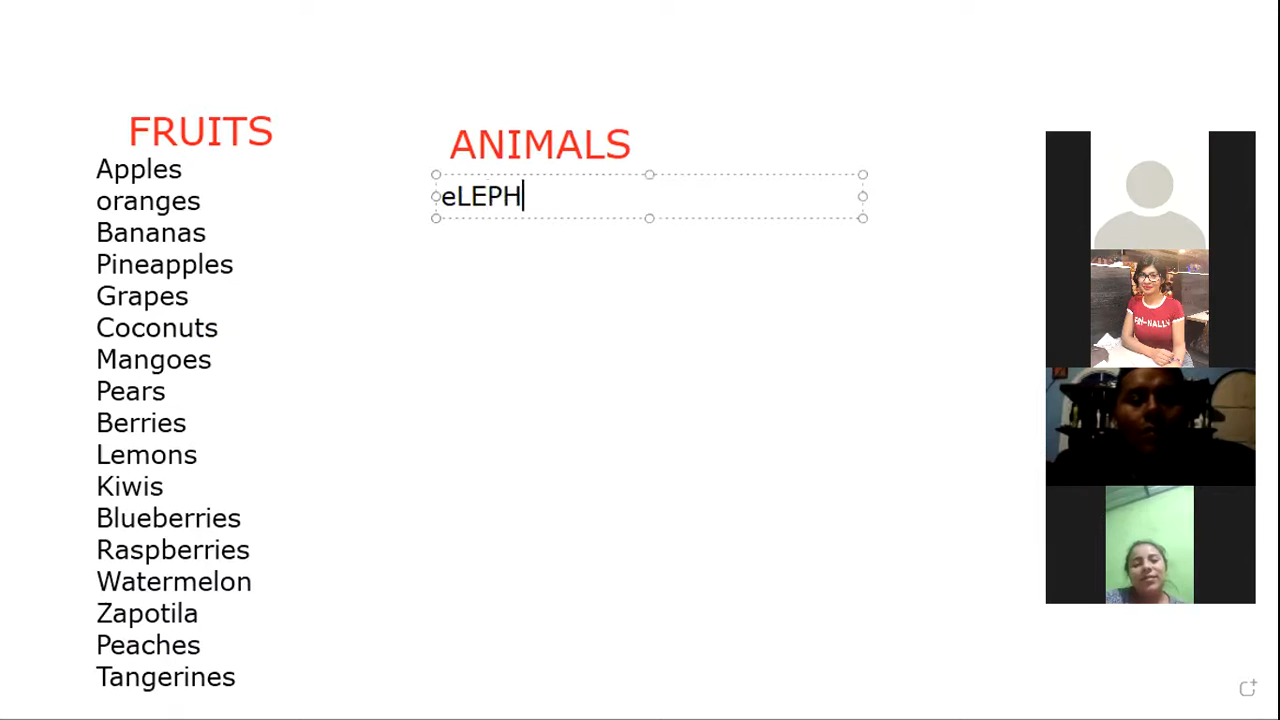 FRUITS
Apples
oranges
Bananas
Pineapples
Grapes
Coconuts
Mangoes
Pears
Berries
Lemons
Kiwis
Blueberries
Raspberries
Watermelon
Zapotila
Peaches
Tangerines
ANIMALS
eLEPH